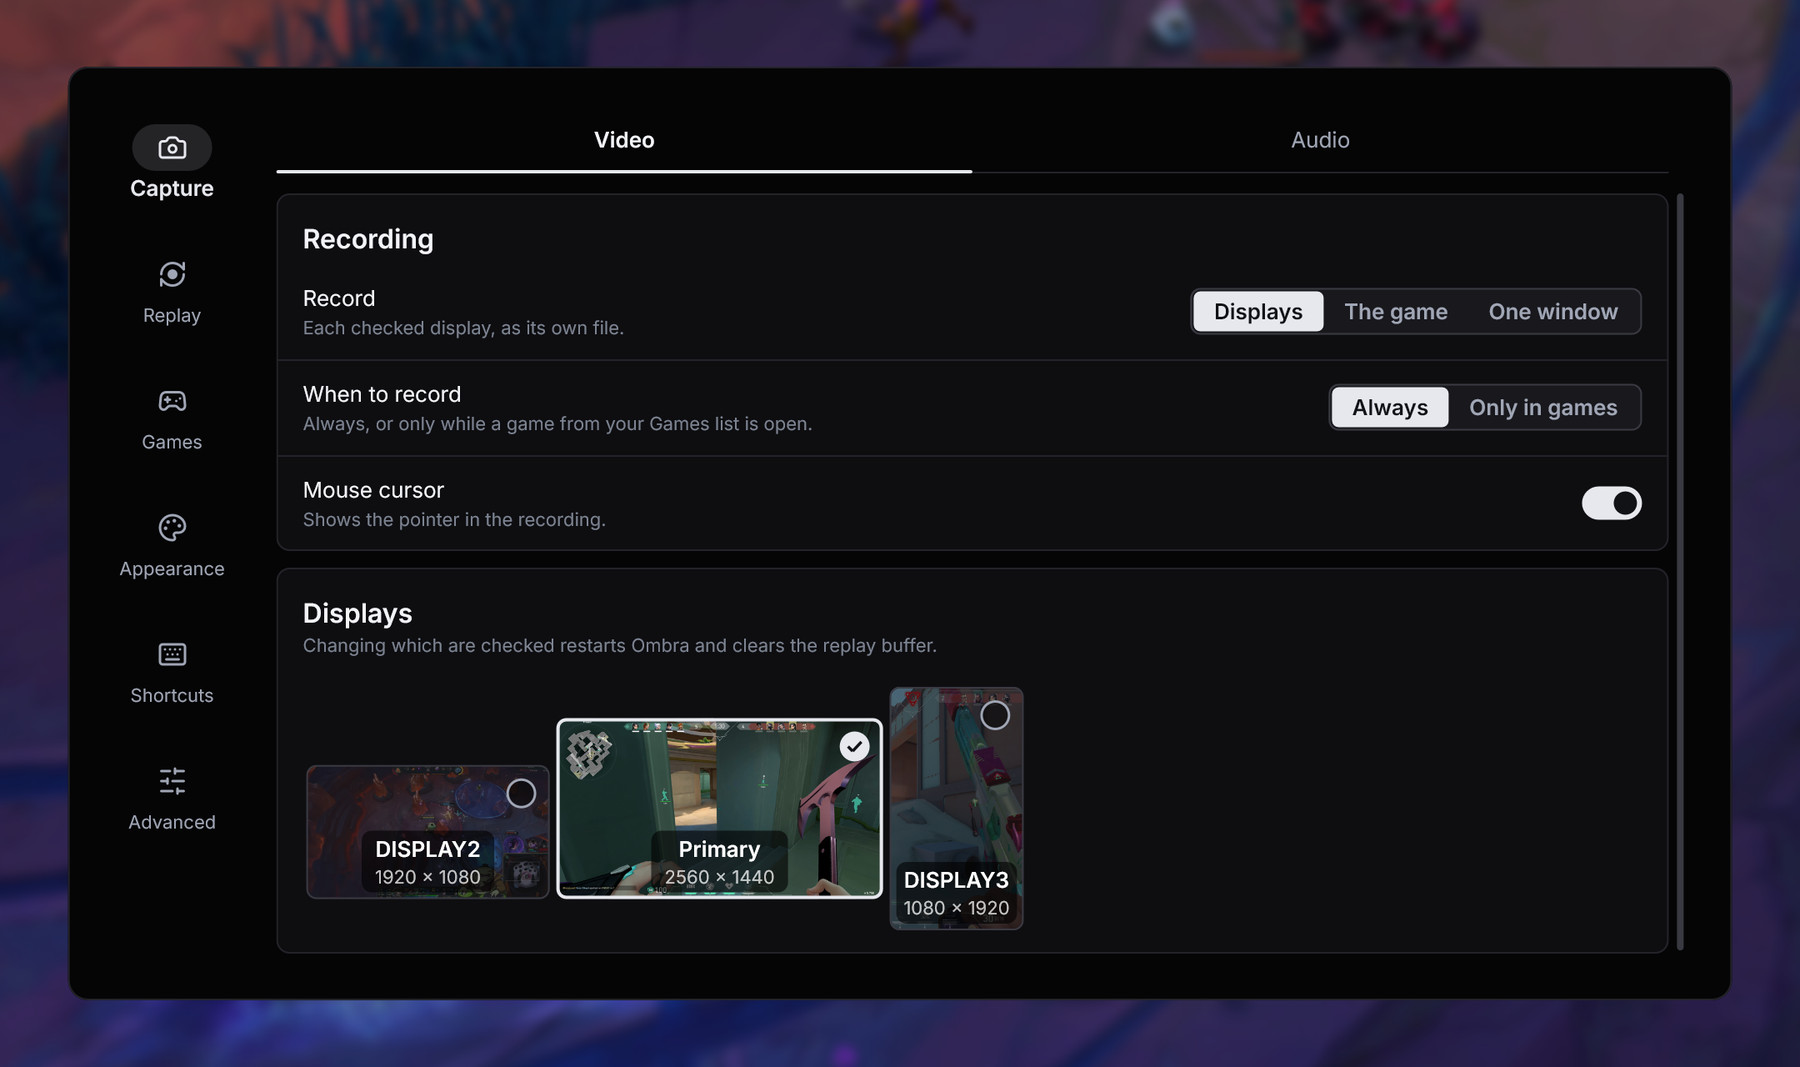 Capture
Replay
Games
Appearance
Shortcuts
Advanced
Video
Audio
Recording
Record
Each checked display, as its own file.
Displays
The game
One window
When to record
Always, or only while a game from your Games list is open.
Always
Only in games
Mouse cursor
Shows the pointer in the recording.
Displays
Changing which are checked restarts Ombra and clears the replay buffer.
DISPLAY2
1920 × 1080
Primary
2560 × 1440
DISPLAY3
1080 × 1920